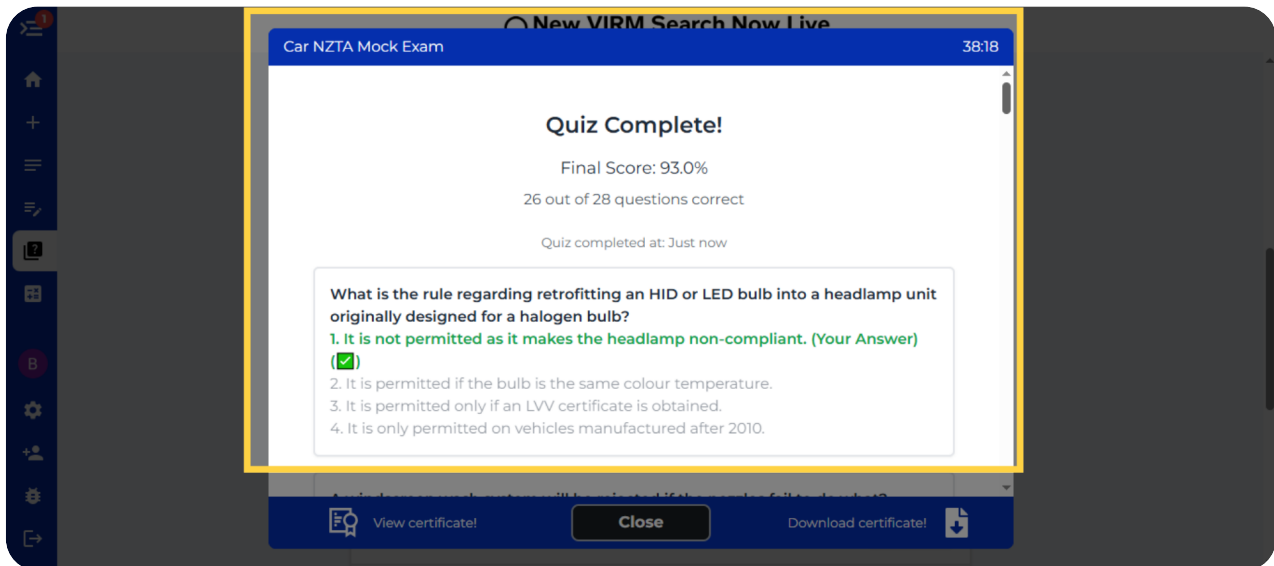 1
New VIRM Search Now Live
Car NZTA Mock Exam
38:18
Quiz Complete!
Final Score: 93.0%
26 out of 28 questions correct
Quiz completed at: Just now
What is the rule regarding retrofitting an HID or LED bulb into a headlamp unit
originally designed for a halogen bulb?
1. It is not permitted as it makes the headlamp non-compliant. (Your Answer)
(✅)
2. It is permitted if the bulb is the same colour temperature.
3. It is permitted only if an LVV certificate is obtained.
4. It is only permitted on vehicles manufactured after 2010.
B
View certificate!
Close
Download certificate!